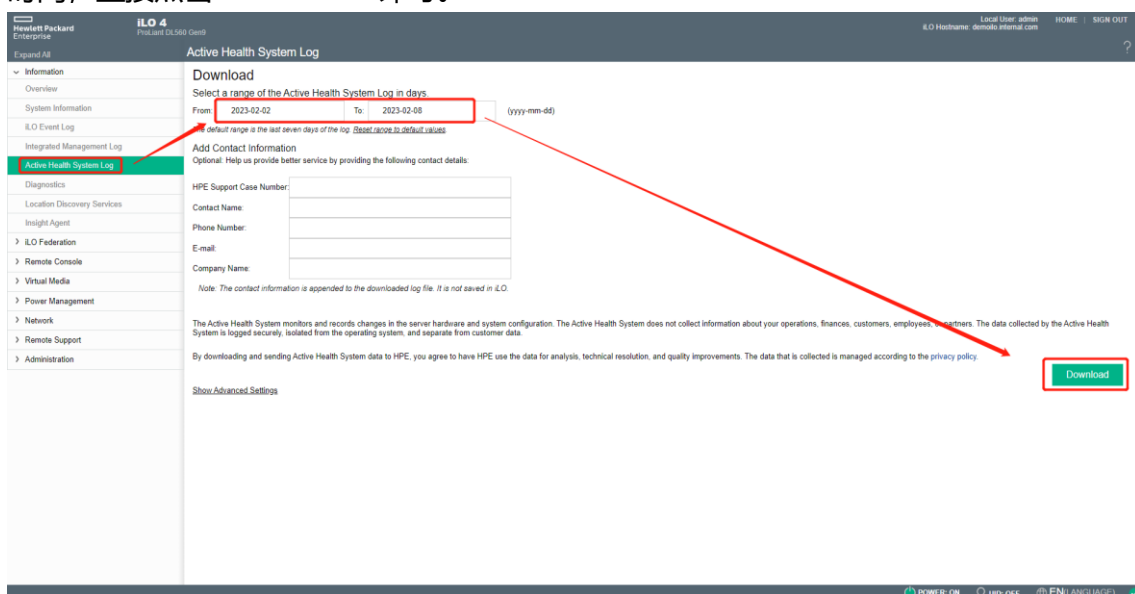 Hewlett Packard
Enterprise
iLO 4
ProLiant DL560 Gen9
Local User: admin
iLO Hostname: demoilo.internal.com
HOME | SIGN OUT
Expand All
Active Health System Log
?
Information
Overview
System Information
iLO Event Log
Integrated Management Log
Active Health System Log
Diagnostics
Location Discovery Services
Insight Agent
iLO Federation
Remote Console
Virtual Media
Power Management
Network
Remote Support
Administration
Download
Select a range of the Active Health System Log in days.
From: 2023-02-02 To: 2023-02-08 (yyyy-mm-dd)
The default range is the last seven days of the log. Reset range to default values.
Add Contact Information
Optional: Help us provide better service by providing the following contact details:
HPE Support Case Number:
Contact Name:
Phone Number:
E-mail:
Company Name:
Note: The contact information is appended to the downloaded log file. It is not saved in iLO.
The Active Health System monitors and records changes in the server hardware and system configuration. The Active Health System does not collect information about your operations, finances, customers, employees, or partners. The data collected by the Active Health
System is logged securely, isolated from the operating system, and separate from customer data.
By downloading and sending Active Health System data to HPE, you agree to have HPE use the data for analysis, technical resolution, and quality improvements. The data that is collected is managed according to the privacy policy.
Download
Show Advanced Settings
POWER: ON UID: OFF EN(LANGUAGE)